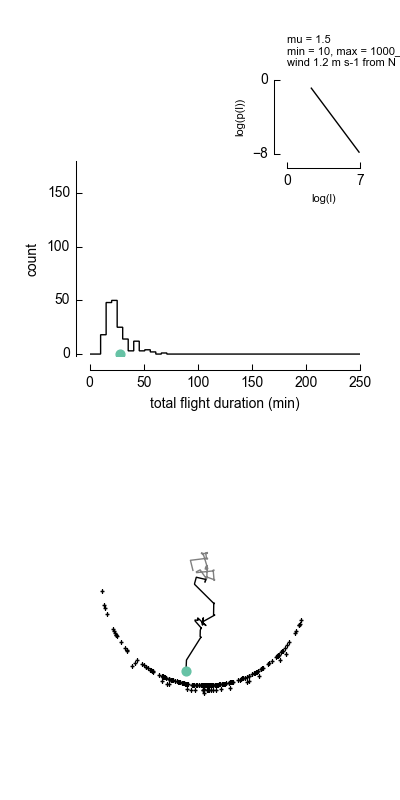 mu = 1.5
min = 10, max = 1000_
wind 1.2 m s-1 from N
0
log(p(l))
−8
0
7
log(l)
150
100
50
0
count
0
50
100
150
200
250
total flight duration (min)